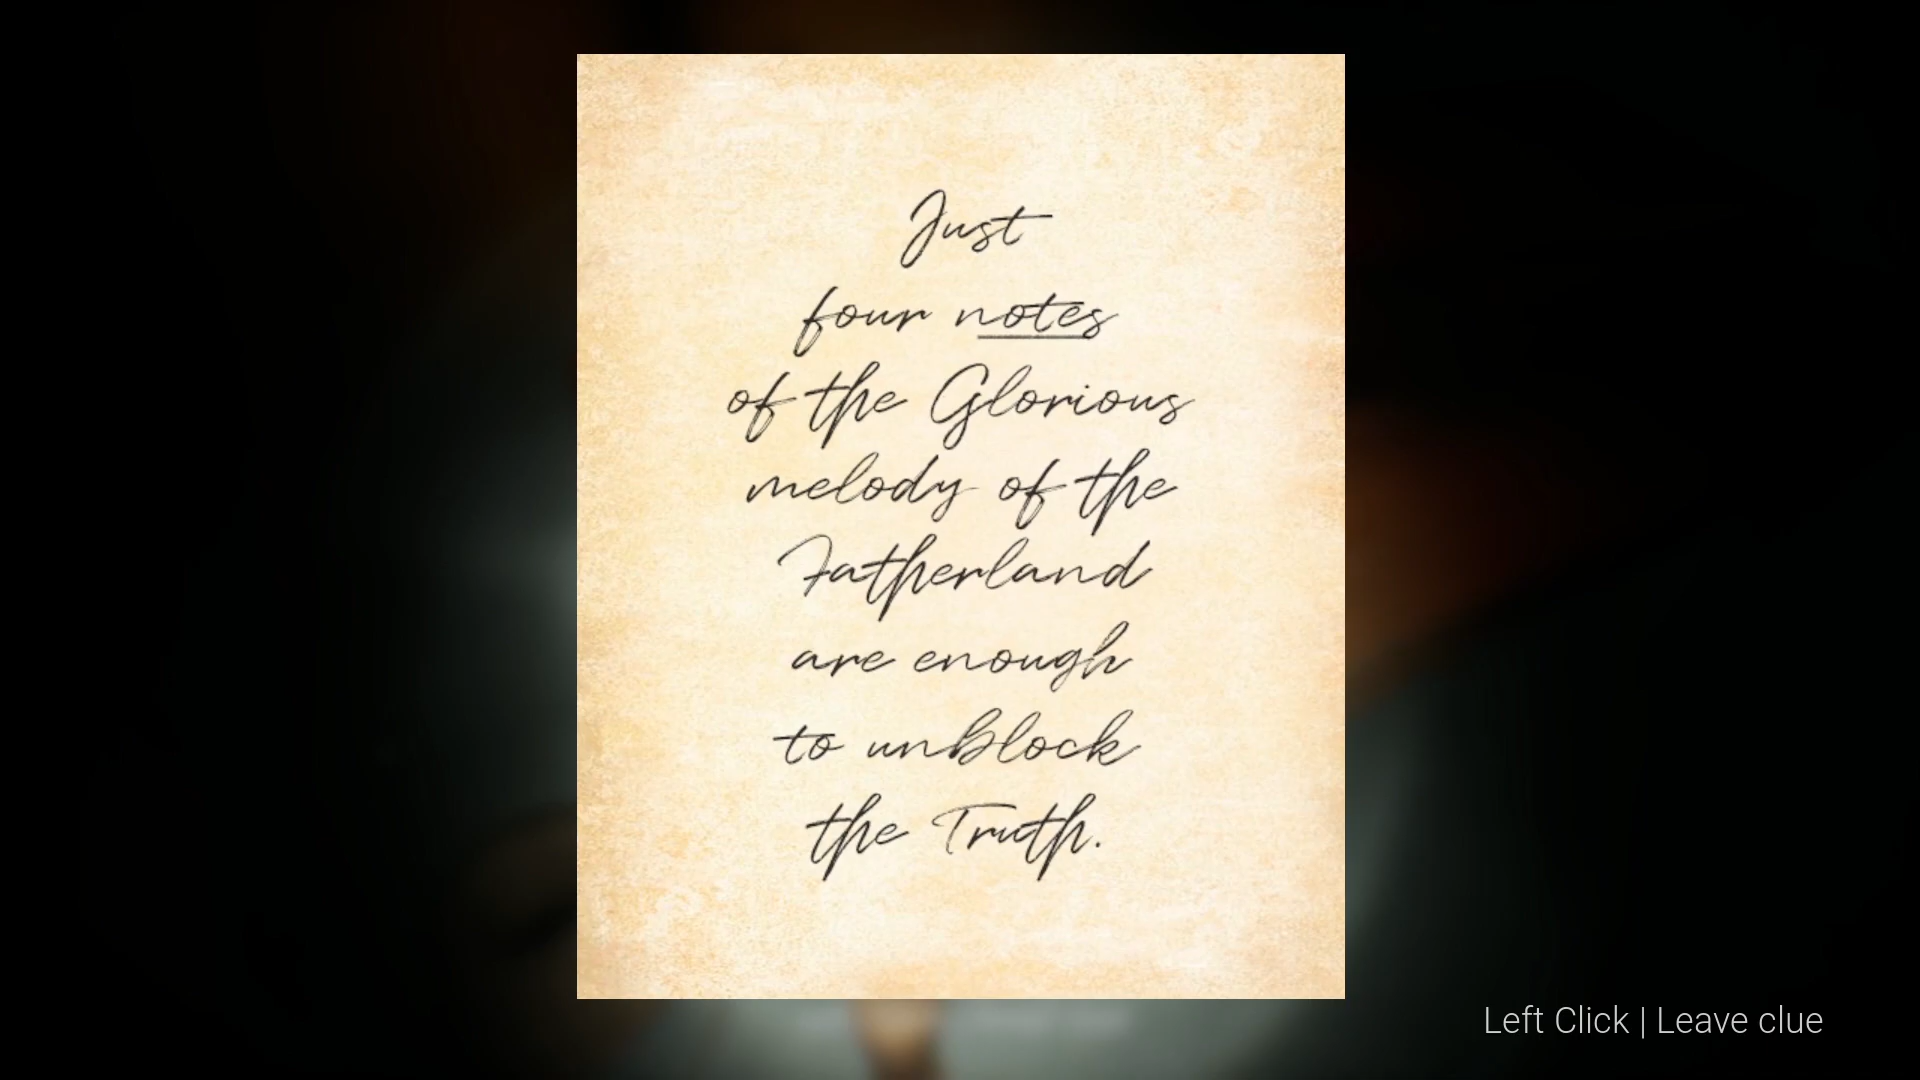 Just
four notes
of the Glorious
melody of the
Fatherland
are enough
to unblock
the Truth.
Left Click | Leave clue